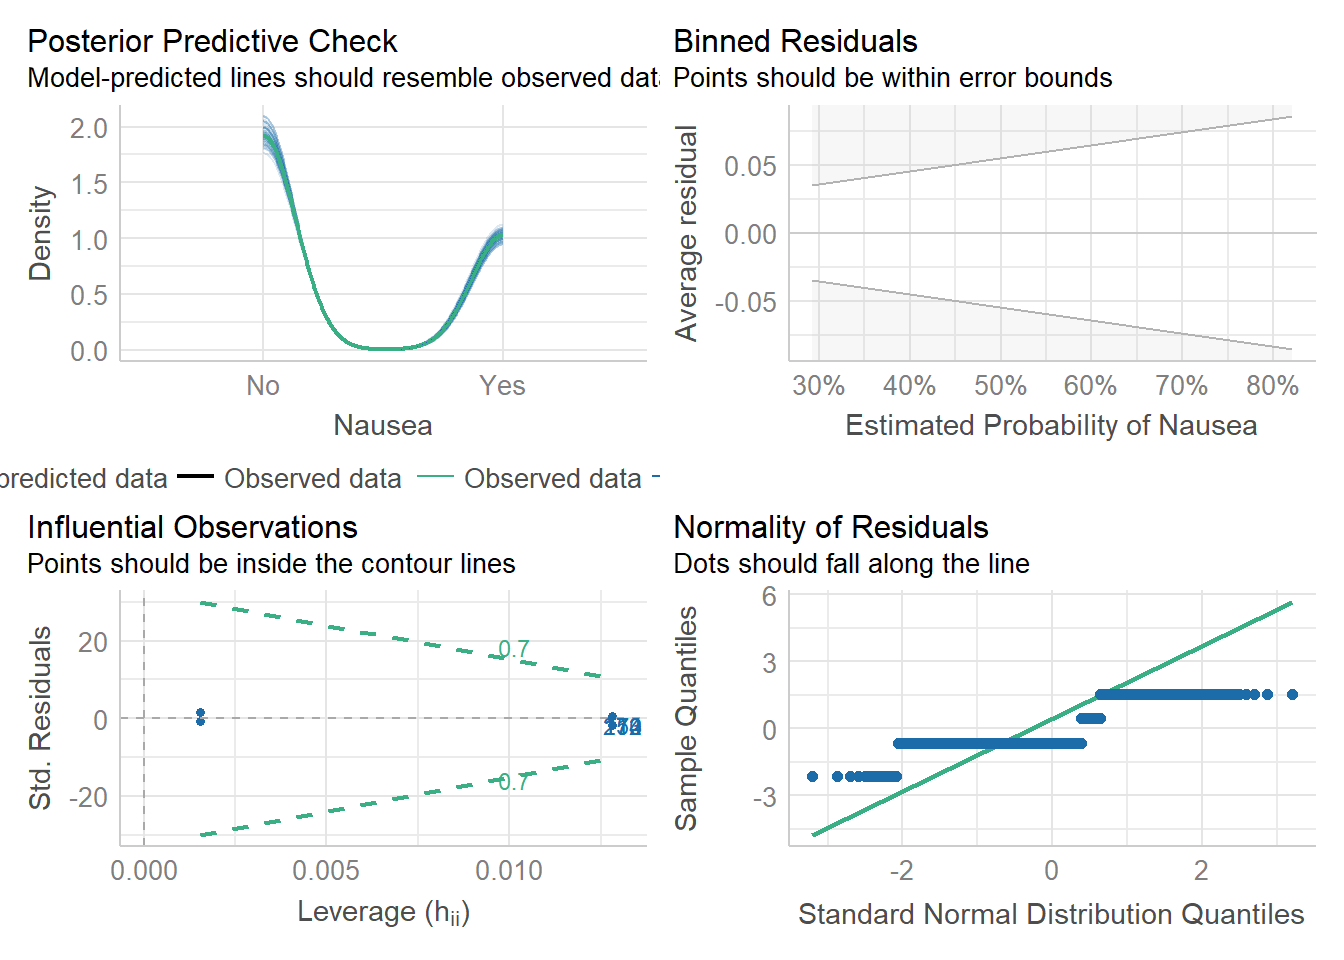 Posterior Predictive Check
Model-predicted lines should resemble observed data
Density
2.0
1.5
1.0
0.5
0.0
No Yes
Nausea
predicted data Observed data Observed data
Binned Residuals
Points should be within error bounds
Average residual
0.05
0.00
-0.05
30% 40% 50% 60% 70% 80%
Estimated Probability of Nausea
Influential Observations
Points should be inside the contour lines
Std. Residuals
20
0
-20
0.7
0.7
0.000 0.005 0.010
Leverage (hii)
Normality of Residuals
Dots should fall along the line
Sample Quantiles
6
3
0
-3
-2 0 2
Standard Normal Distribution Quantiles